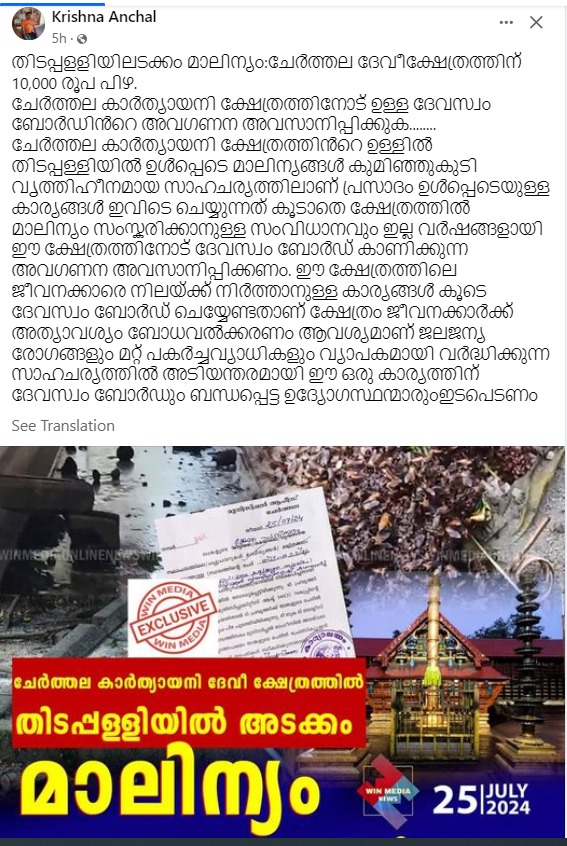 Krishna Anchal
5h
തിടപ്പള്ളിയിലടക്കം മാലിന്യം:ചേർത്തല ദേവീക്ഷേത്രത്തിന്
10,000 രൂപ പിഴ.
ചേർത്തല കാർത്യായനി ക്ഷേത്രത്തിനോട് ഉള്ള ദേവസ്വം
ബോർഡിൻറെ അവഗണന അവസാനിപ്പിക്കുക........
ചേർത്തല കാർത്യായനി ക്ഷേത്രത്തിൻറെ ഉള്ളിൽ
തിടപ്പള്ളിയിൽ ഉൾപ്പെടെ മാലിന്യങ്ങൾ കുമിഞ്ഞുകുടി
വൃത്തിഹീനമായ സാഹചര്യത്തിലാണ് പ്രസാദം ഉൾപ്പെടെയുള്ള
കാര്യങ്ങൾ ഇവിടെ ചെയ്യുന്നത് കൂടാതെ ക്ഷേത്രത്തിൽ
മാലിന്യം സംസ്കരിക്കാനുള്ള സംവിധാനവും ഇല്ല വർഷങ്ങളായി
ഈ ക്ഷേത്രത്തിനോട് ദേവസ്വം ബോർഡ് കാണിക്കുന്ന
അവഗണന അവസാനിപ്പിക്കണം. ഈ ക്ഷേത്രത്തിലെ
ജീവനക്കാരെ നിലയ്ക്ക് നിർത്താനുള്ള കാര്യങ്ങൾ കൂടെ
ദേവസ്വം ബോർഡ് ചെയ്യേണ്ടതാണ് ക്ഷേത്രം ജീവനക്കാർക്ക്
അത്യാവശ്യം ബോധവൽക്കരണം ആവശ്യമാണ് ജലജന്യ
രോഗങ്ങളും മറ്റ് പകർച്ചവ്യാധികളും വ്യാപകമായി വർദ്ധിക്കുന്ന
സാഹചര്യത്തിൽ അടിയന്തരമായി ഈ ഒരു കാര്യത്തിന്
ദേവസ്വം ബോർഡും ബന്ധപ്പെട്ട ഉദ്യോഗസ്ഥന്മാരുംഇടപെടണം
See Translation
WIN MEDIA
EXCLUSIVE
WIN MEDIA
ചേർത്തല കാർത്യായനി ദേവീ ക്ഷേത്രത്തിൽ
തിടപ്പള്ളിയിൽ അടക്കം
മാലിന്യം
WIN MEDIA
NEWS
25 JULY
2024